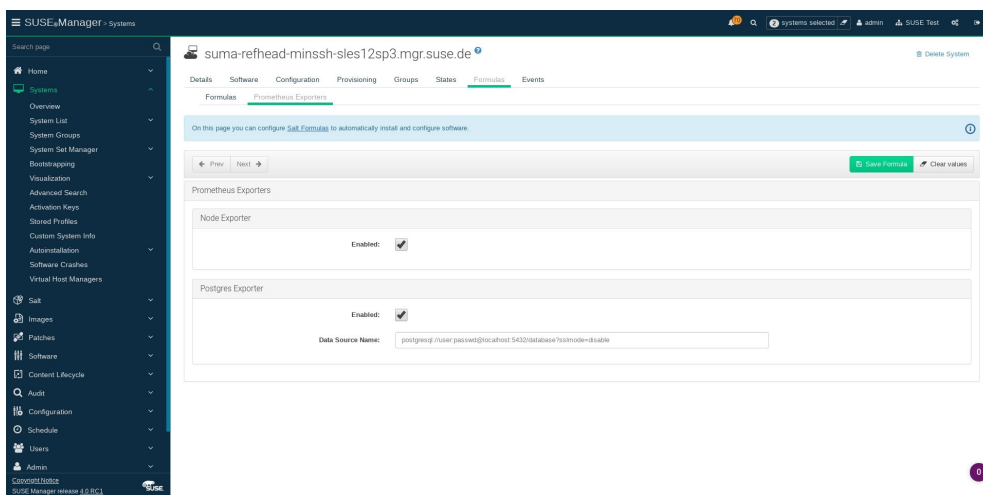 SUSE®Manager > Systems
2 systems selected
admin
SUSE Test
Search page
Home
Systems
Overview
System List
System Groups
System Set Manager
Bootstrapping
Visualization
Advanced Search
Activation Keys
Stored Profiles
Custom System Info
Autoinstallation
Software Crashes
Virtual Host Managers
Salt
Images
Patches
Software
Content Lifecycle
Audit
Configuration
Schedule
Users
Admin
Copyright Notice
SUSE Manager release 4.0 RC1
SUSE.
suma-refhead-minssh-sles12sp3.mgr.suse.de ?
Delete System
Details Software Configuration Provisioning Groups States Formulas Events
Formulas Prometheus Exporters
On this page you can configure Salt Formulas to automatically install and configure software.
Prev Next
Save Formula Clear values
Prometheus Exporters
Node Exporter
Enabled:
Postgres Exporter
Enabled:
Data Source Name: postgresql://user:passwd@localhost:5432/database?sslmode=disable
0